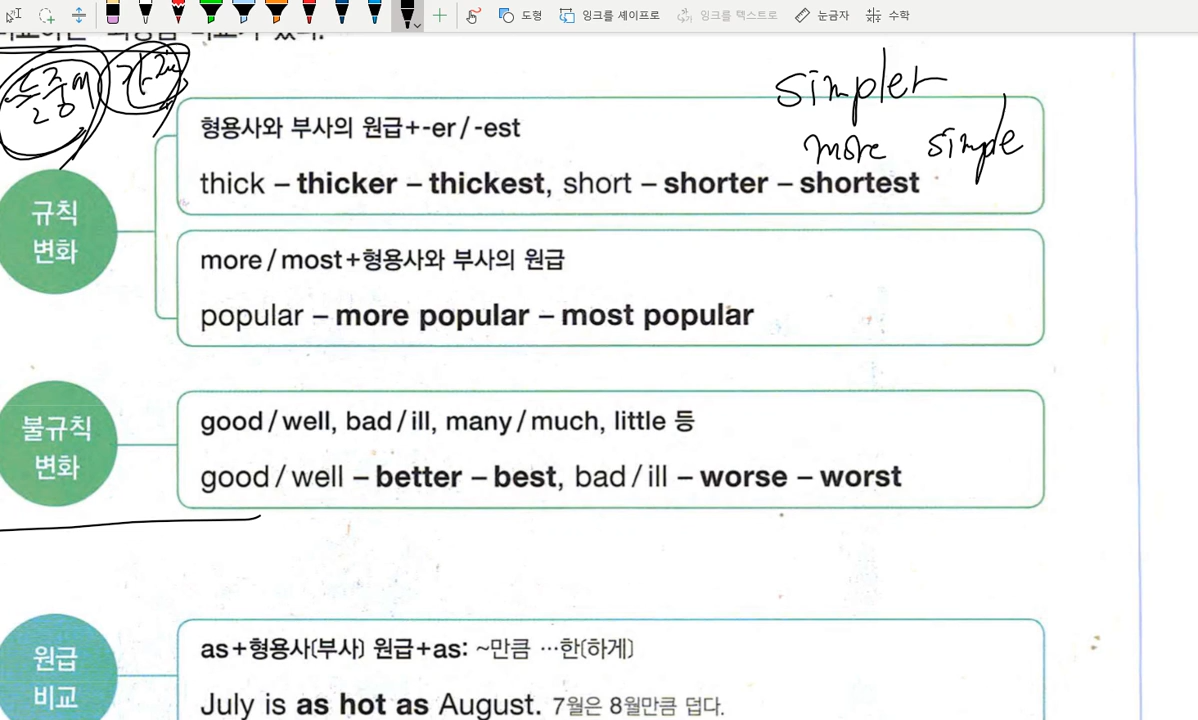 도형 잉크를 셰이프로 잉크를 텍스트로 눈금자 수학
simpler
more simple
규칙
변화
형용사와 부사의 원급+-er/-est
thick – thicker – thickest, short – shorter – shortest
more/most+형용사와 부사의 원급
popular – more popular – most popular
불규칙
변화
good/well, bad/ill, many/much, little 등
good/well – better – best, bad/ill – worse – worst
원급
비교
as+형용사(부사) 원급+as: ~만큼 …한(하게)
July is as hot as August. 7월은 8월만큼 덥다.